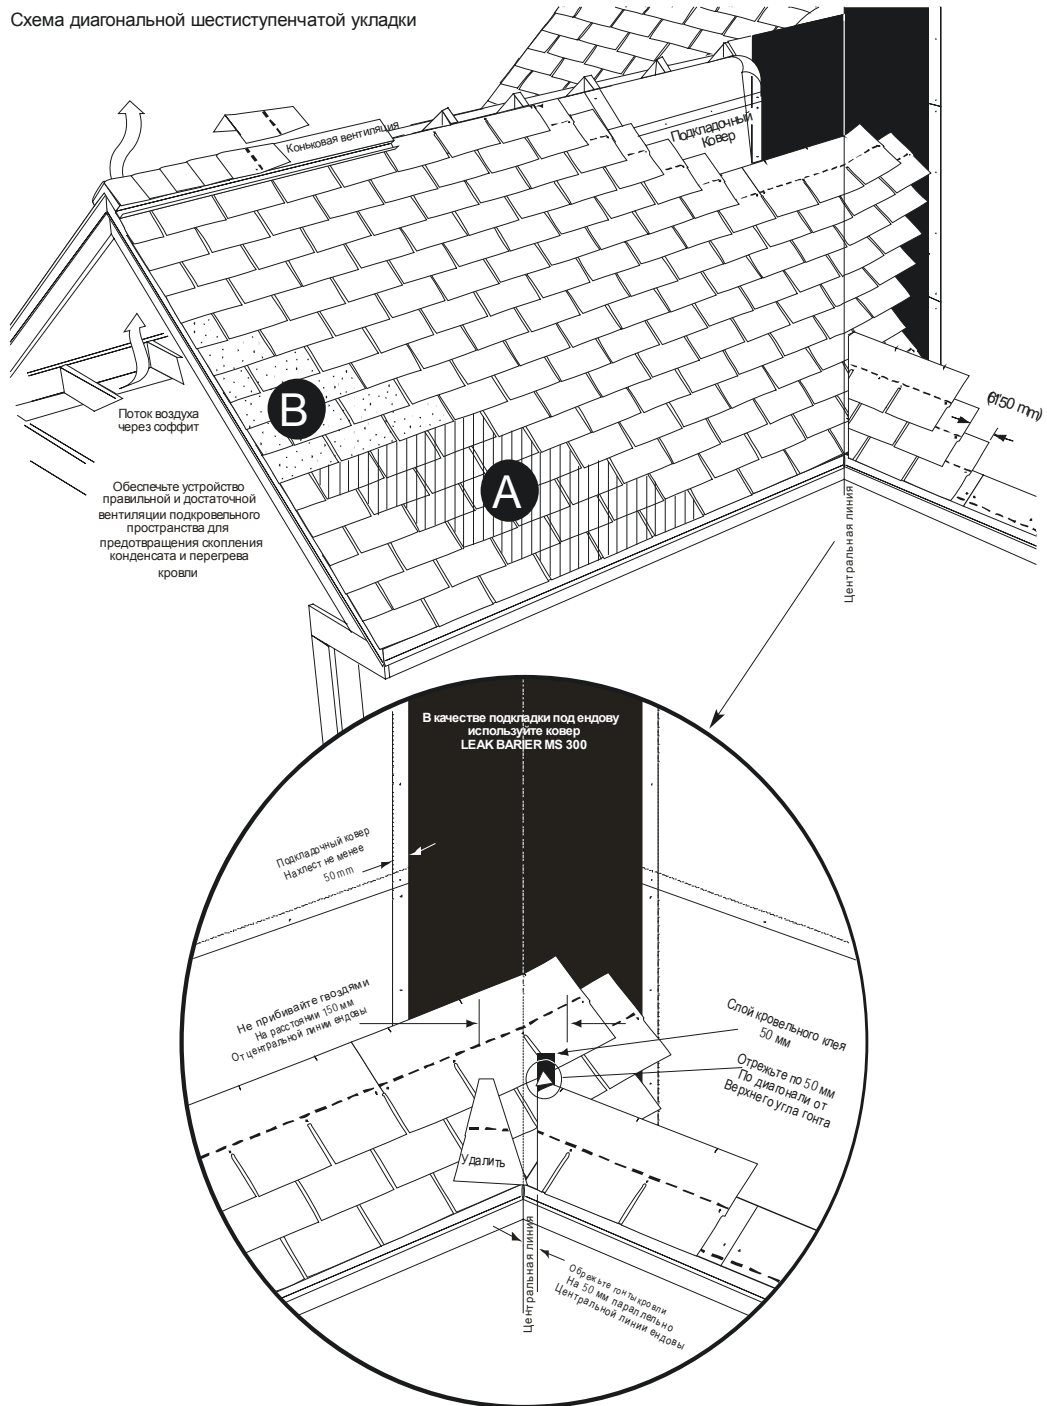 Схема диагональной шестиступенчатой укладки
Коньковая вентиляция
Подкладочный
Ковер
B
A
(6150 mm)
Поток воздуха
через соффит
Обеспечьте устройство
правильной и достаточной
вентиляции подкровельного
пространства для
предотвращения скопления
конденсата и перегрева
кровли
Центральная линия
В качестве подкладки под ендову
используйте ковер
LEAK BARIER MS 300
Подкладочный ковер
Нахлест не менее
50 mm
Не прибивайте гвоздями
На расстоянии 150 мм
От центральной линии ендовы
Слой кровельного клея
50 мм
Отрежьте по 50 мм
По диагонали от
Верхнего угла гонта
Удалить
Центральная линия
Обрежьте гонты кровли
На 50 мм параллельно
Центральной линии ендовы